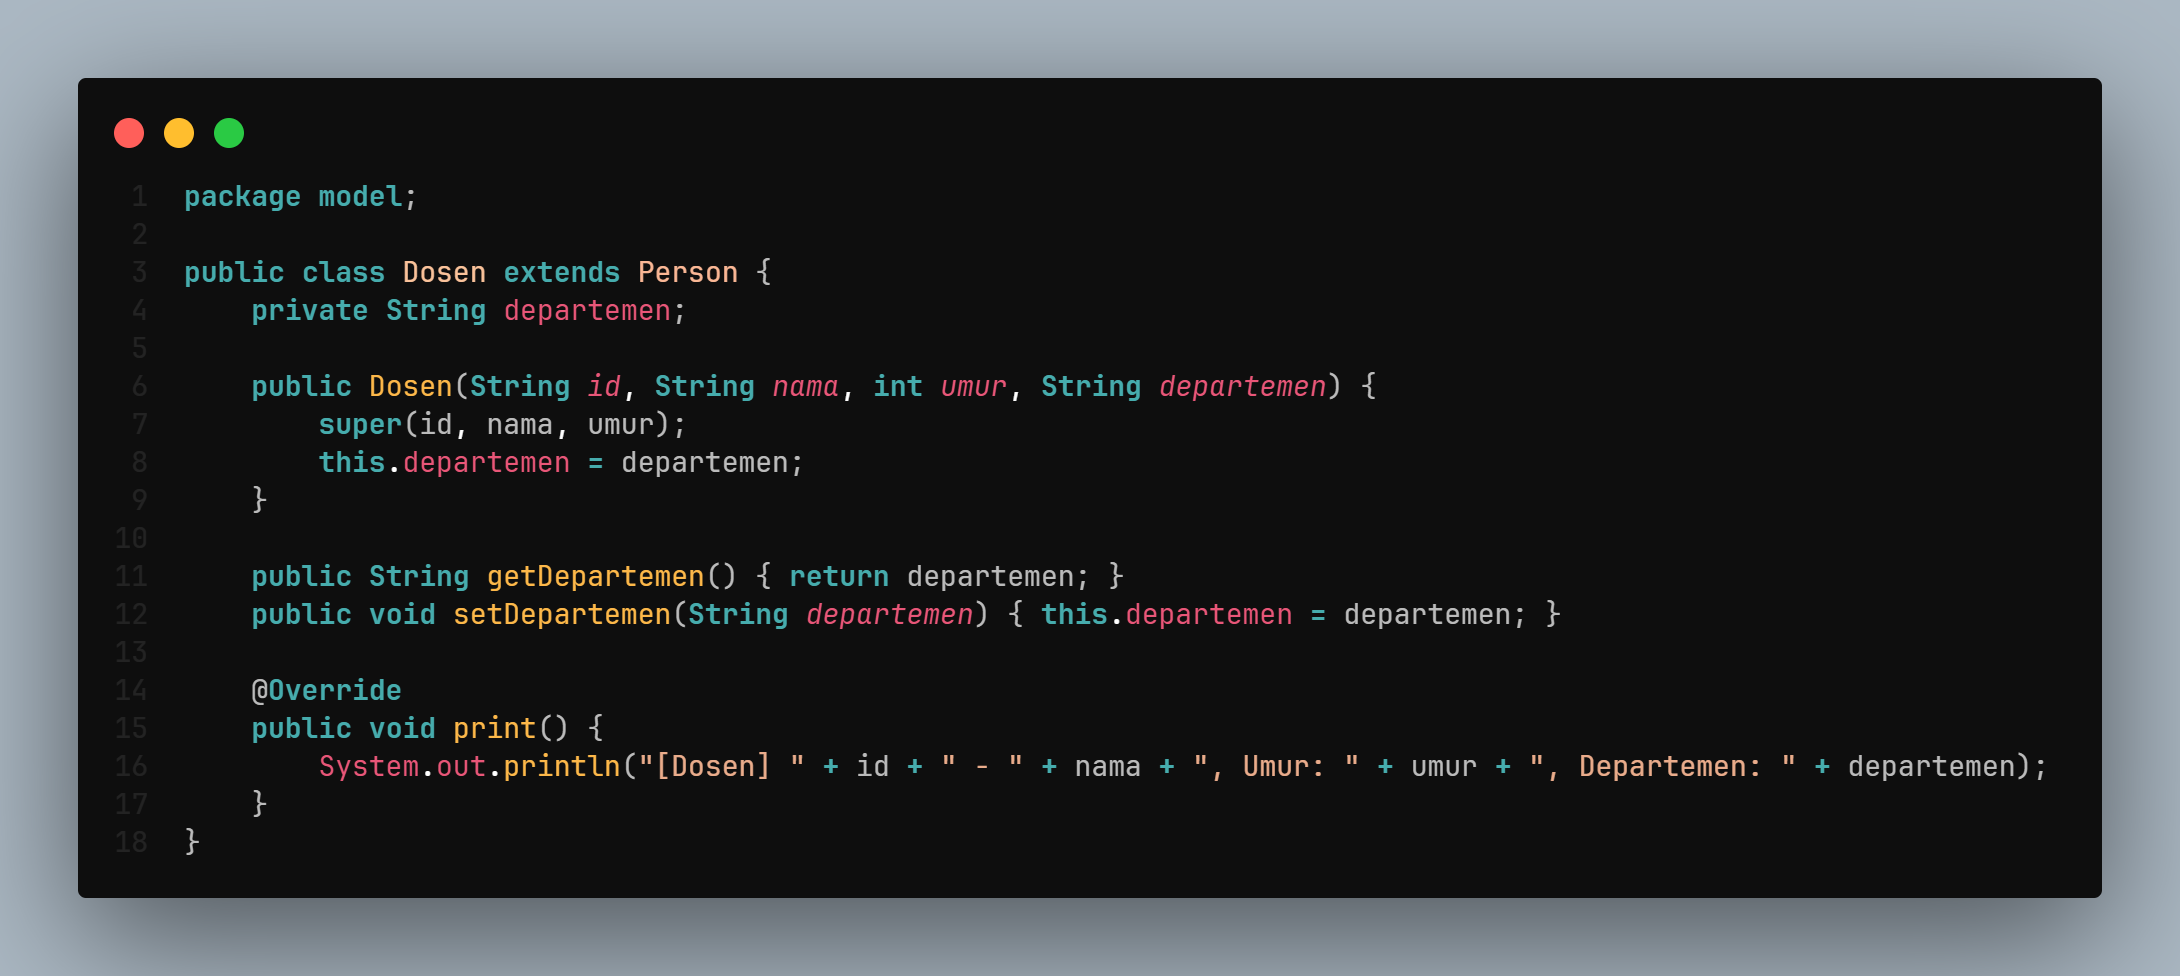 1 package model;
2
3 public class Dosen extends Person {
4     private String departemen;
5
6     public Dosen(String id, String nama, int umur, String departemen) {
7         super(id, nama, umur);
8         this.departemen = departemen;
9     }
10
11     public String getDepartemen() { return departemen; }
12     public void setDepartemen(String departemen) { this.departemen = departemen; }
13
14     @Override
15     public void print() {
16         System.out.println("[Dosen] " + id + " - " + nama + ", Umur: " + umur + ", Departemen: " + departemen);
17     }
18 }